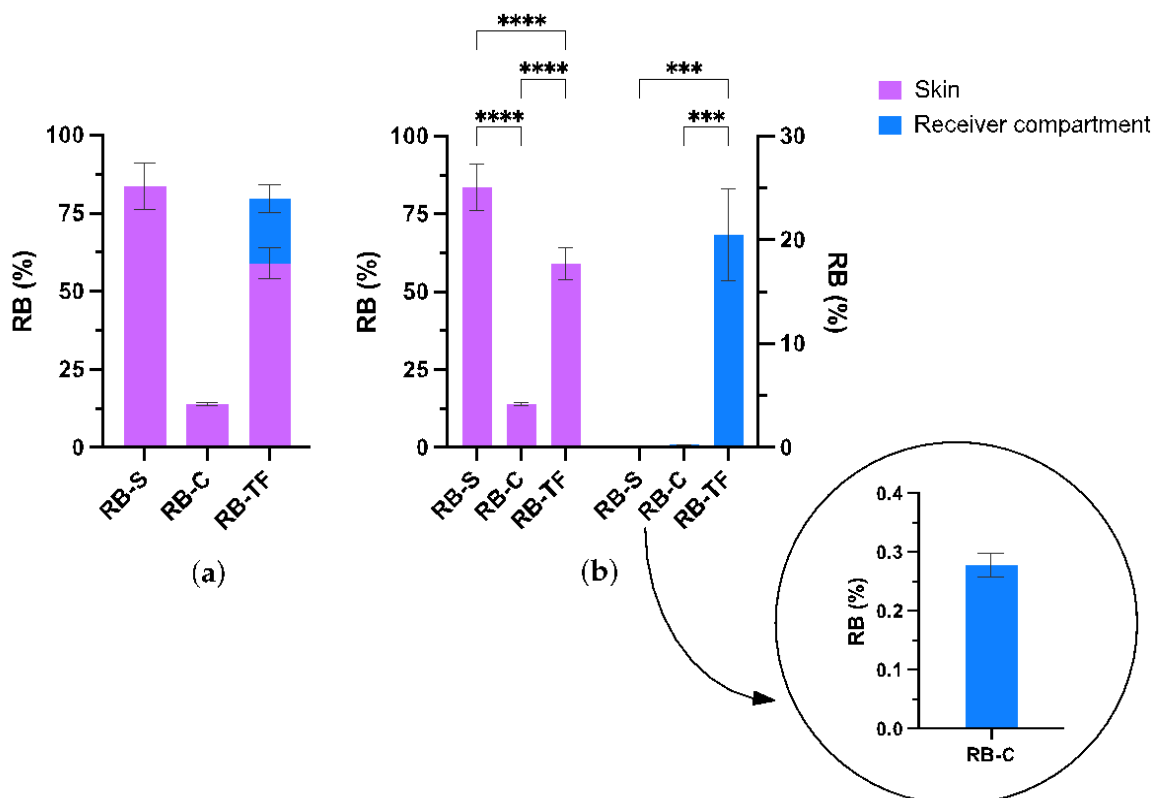 **** 
**** ***
**** ***
Skin
Receiver compartment
100
75
50
25
0
RB (%)
RB-S
RB-C
RB-TF
(a)
100
75
50
25
0
RB (%)
30
20
10
0
RB (%)
RB-S
RB-C
RB-TF
RB-S
RB-C
RB-TF
(b)
0.4
0.3
0.2
0.1
0.0
RB (%)
RB-C